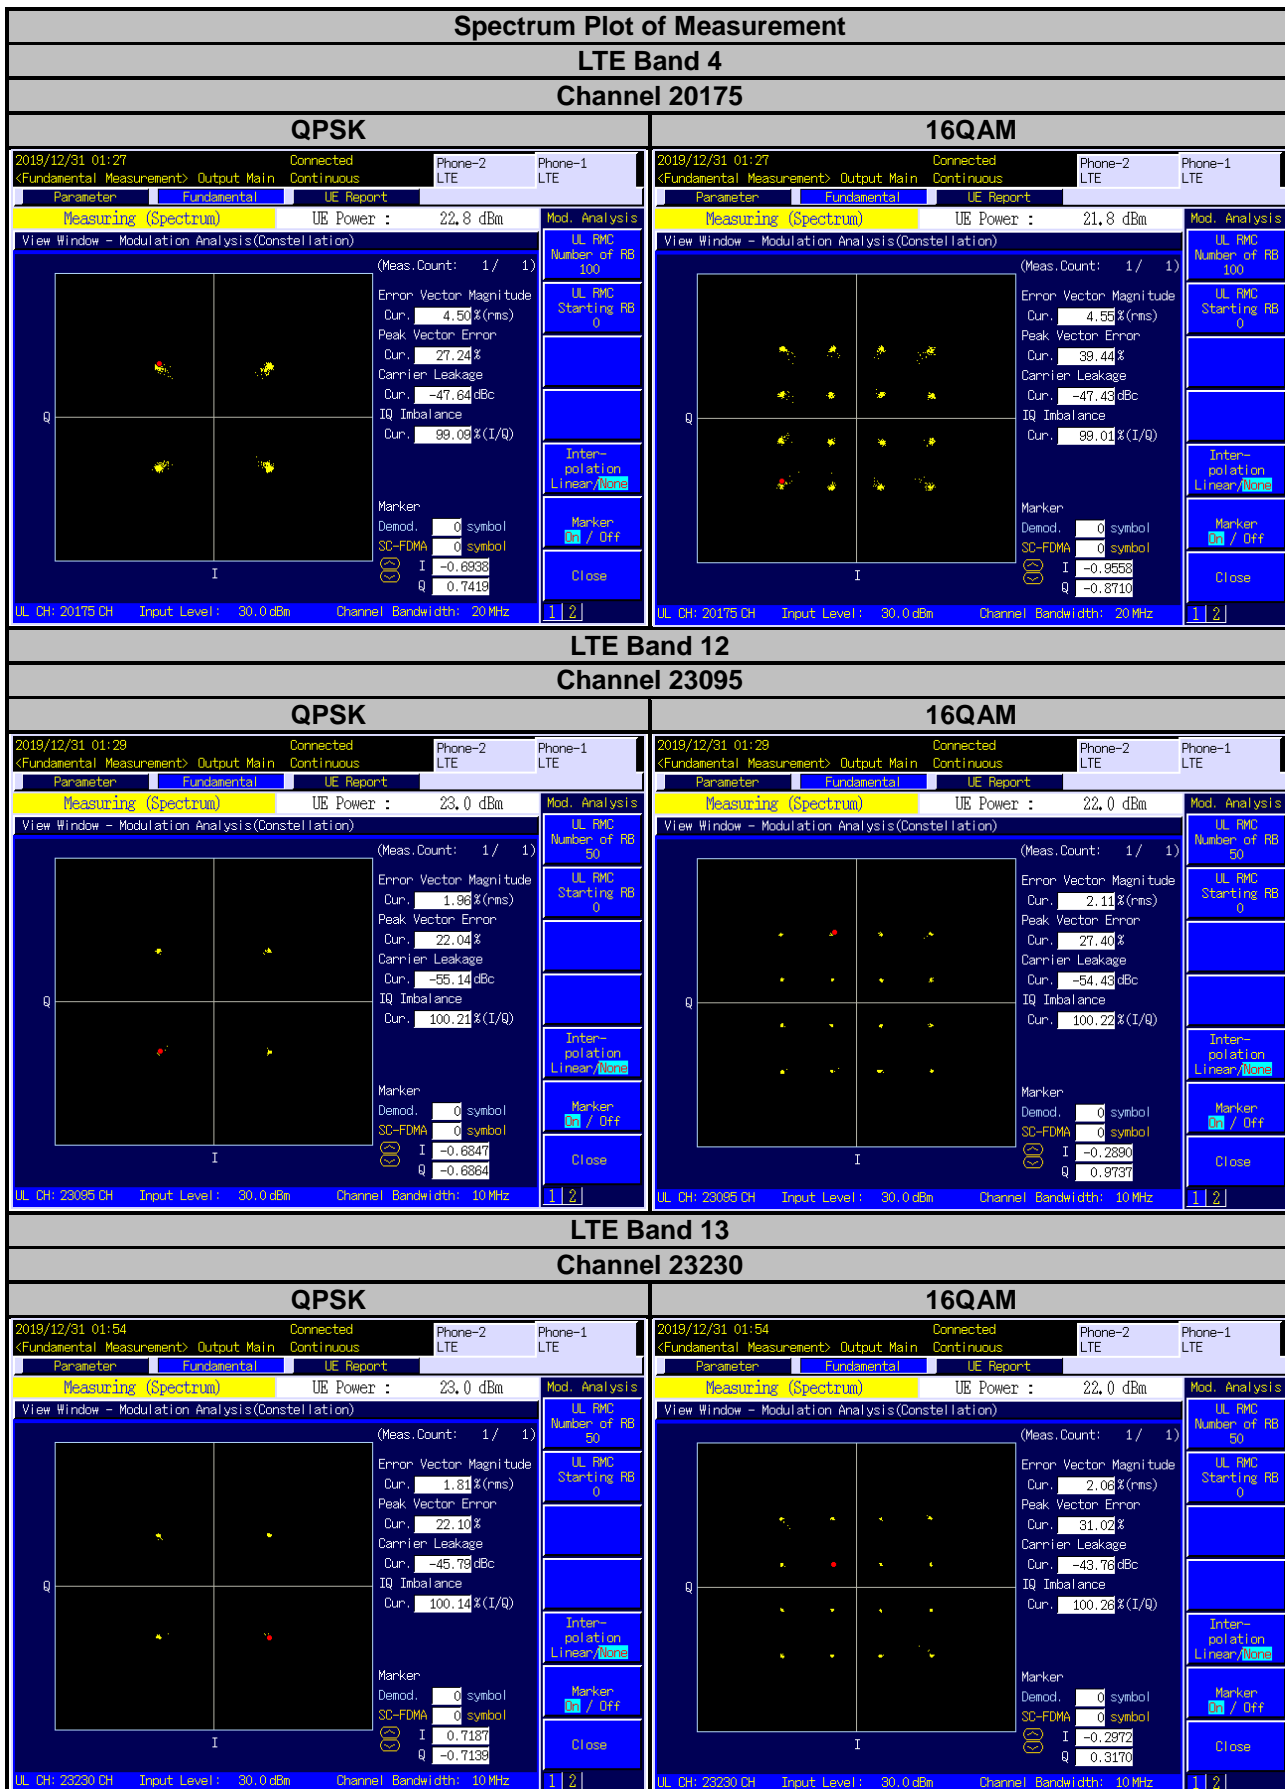 Spectrum Plot of Measurement
LTE Band 4
Channel 20175
QPSK
16QAM
2019/12/31 01:27 Connected Phone-2 Phone-1
<Fundamental Measurement> Output Main Continuous LTE LTE
Parameter Fundamental UE Report
Measuring (Spectrum) UE Power : 22.8 dBm Mod. Analysis
View Window - Modulation Analysis(Constellation)
(Meas.Count: 1/ 1)
Error Vector Magnitude
Cur. 4.50 %(rms)
Peak Vector Error
Cur. 27.24 %
Carrier Leakage
Cur. -47.64 dBc
IQ Imbalance
Cur. 99.09 %(I/Q)
Marker
Demod. 0 symbol
SC-FDMA 0 symbol
I -0.6938
Q 0.7419
Q
I
UL RMC
Number of RB
100
UL RMC
Starting RB
0
Inter-
polation
Linear/None
Marker
On / Off
Close
UL CH: 20175 CH Input Level: 30.0 dBm Channel Bandwidth: 20 MHz 1 2
2019/12/31 01:27 Connected Phone-2 Phone-1
<Fundamental Measurement> Output Main Continuous LTE LTE
Parameter Fundamental UE Report
Measuring (Spectrum) UE Power : 21.8 dBm Mod. Analysis
View Window - Modulation Analysis(Constellation)
(Meas.Count: 1/ 1)
Error Vector Magnitude
Cur. 4.55 %(rms)
Peak Vector Error
Cur. 39.44 %
Carrier Leakage
Cur. -47.43 dBc
IQ Imbalance
Cur. 99.01 %(I/Q)
Marker
Demod. 0 symbol
SC-FDMA 0 symbol
I -0.9558
Q -0.8710
Q
I
UL RMC
Number of RB
100
UL RMC
Starting RB
0
Inter-
polation
Linear/None
Marker
On / Off
Close
UL CH: 20175 CH Input Level: 30.0 dBm Channel Bandwidth: 20 MHz 1 2
LTE Band 12
Channel 23095
QPSK
16QAM
2019/12/31 01:29 Connected Phone-2 Phone-1
<Fundamental Measurement> Output Main Continuous LTE LTE
Parameter Fundamental UE Report
Measuring (Spectrum) UE Power : 23.0 dBm Mod. Analysis
View Window - Modulation Analysis(Constellation)
(Meas.Count: 1/ 1)
Error Vector Magnitude
Cur. 1.96 %(rms)
Peak Vector Error
Cur. 22.04 %
Carrier Leakage
Cur. -55.14 dBc
IQ Imbalance
Cur. 100.21 %(I/Q)
Marker
Demod. 0 symbol
SC-FDMA 0 symbol
I -0.6847
Q -0.6864
Q
I
UL RMC
Number of RB
50
UL RMC
Starting RB
0
Inter-
polation
Linear/None
Marker
On / Off
Close
UL CH: 23095 CH Input Level: 30.0 dBm Channel Bandwidth: 10 MHz 1 2
2019/12/31 01:29 Connected Phone-2 Phone-1
<Fundamental Measurement> Output Main Continuous LTE LTE
Parameter Fundamental UE Report
Measuring (Spectrum) UE Power : 22.0 dBm Mod. Analysis
View Window - Modulation Analysis(Constellation)
(Meas.Count: 1/ 1)
Error Vector Magnitude
Cur. 2.11 %(rms)
Peak Vector Error
Cur. 27.40 %
Carrier Leakage
Cur. -54.43 dBc
IQ Imbalance
Cur. 100.22 %(I/Q)
Marker
Demod. 0 symbol
SC-FDMA 0 symbol
I -0.2890
Q 0.9737
Q
I
UL RMC
Number of RB
50
UL RMC
Starting RB
0
Inter-
polation
Linear/None
Marker
On / Off
Close
UL CH: 23095 CH Input Level: 30.0 dBm Channel Bandwidth: 10 MHz 1 2
LTE Band 13
Channel 23230
QPSK
16QAM
2019/12/31 01:54 Connected Phone-2 Phone-1
<Fundamental Measurement> Output Main Continuous LTE LTE
Parameter Fundamental UE Report
Measuring (Spectrum) UE Power : 23.0 dBm Mod. Analysis
View Window - Modulation Analysis(Constellation)
(Meas.Count: 1/ 1)
Error Vector Magnitude
Cur. 1.81 %(rms)
Peak Vector Error
Cur. 22.10 %
Carrier Leakage
Cur. -45.79 dBc
IQ Imbalance
Cur. 100.14 %(I/Q)
Marker
Demod. 0 symbol
SC-FDMA 0 symbol
I 0.7187
Q -0.7139
Q
I
UL RMC
Number of RB
50
UL RMC
Starting RB
0
Inter-
polation
Linear/None
Marker
On / Off
Close
UL CH: 23230 CH Input Level: 30.0 dBm Channel Bandwidth: 10 MHz 1 2
2019/12/31 01:54 Connected Phone-2 Phone-1
<Fundamental Measurement> Output Main Continuous LTE LTE
Parameter Fundamental UE Report
Measuring (Spectrum) UE Power : 22.0 dBm Mod. Analysis
View Window - Modulation Analysis(Constellation)
(Meas.Count: 1/ 1)
Error Vector Magnitude
Cur. 2.06 %(rms)
Peak Vector Error
Cur. 31.02 %
Carrier Leakage
Cur. -43.76 dBc
IQ Imbalance
Cur. 100.26 %(I/Q)
Marker
Demod. 0 symbol
SC-FDMA 0 symbol
I -0.2972
Q 0.3170
Q
I
UL RMC
Number of RB
50
UL RMC
Starting RB
0
Inter-
polation
Linear/None
Marker
On / Off
Close
UL CH: 23230 CH Input Level: 30.0 dBm Channel Bandwidth: 10 MHz 1 2